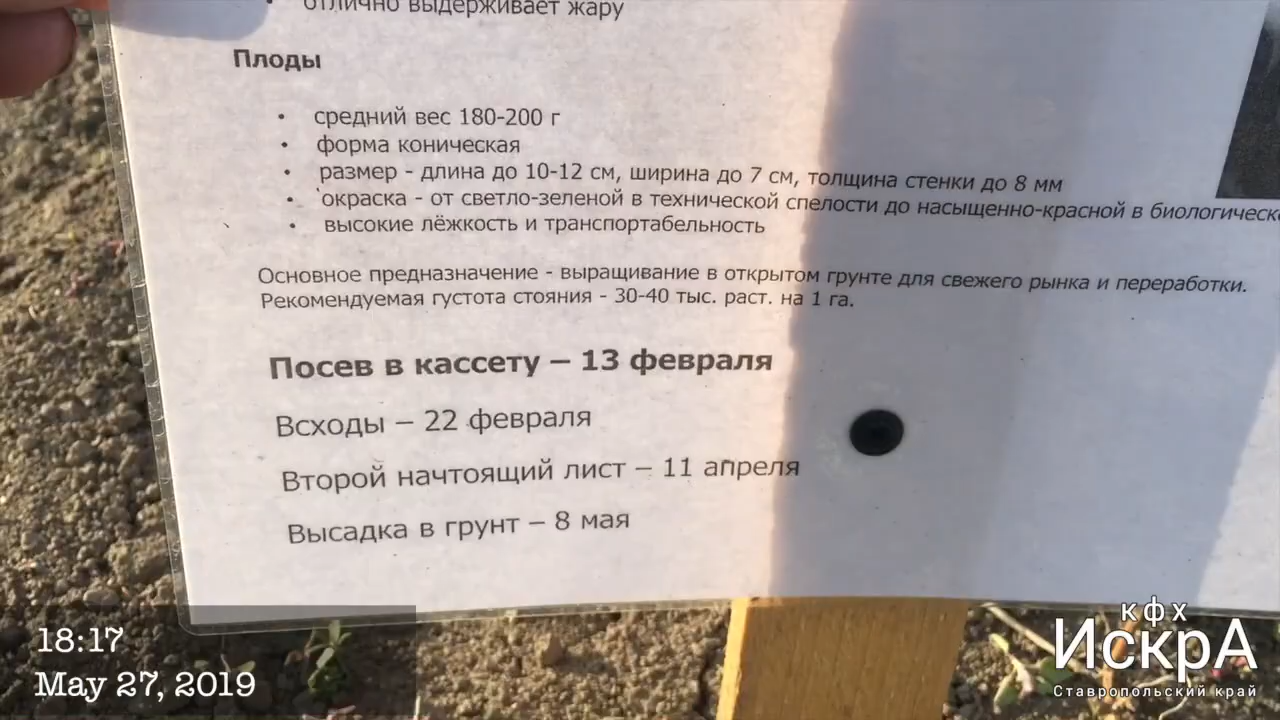 отлично выдерживает жару
Плоды
• средний вес 180-200 г
• форма коническая
• размер - длина до 10-12 см, ширина до 7 см, толщина стенки до 8 мм
• окраска - от светло-зеленой в технической спелости до насыщенно-красной в биологическо
• высокие лёжкость и транспортабельность
Основное предназначение - выращивание в открытом грунте для свежего рынка и переработки.
Рекомендуемая густота стояния - 30-40 тыс. раст. на 1 га.
Посев в кассету – 13 февраля
Всходы – 22 февраля
Второй начтоящий лист – 11 апреля
Высадка в грунт – 8 мая
18:17
May 27, 2019
кфх
ИскрА
Ставропольский край